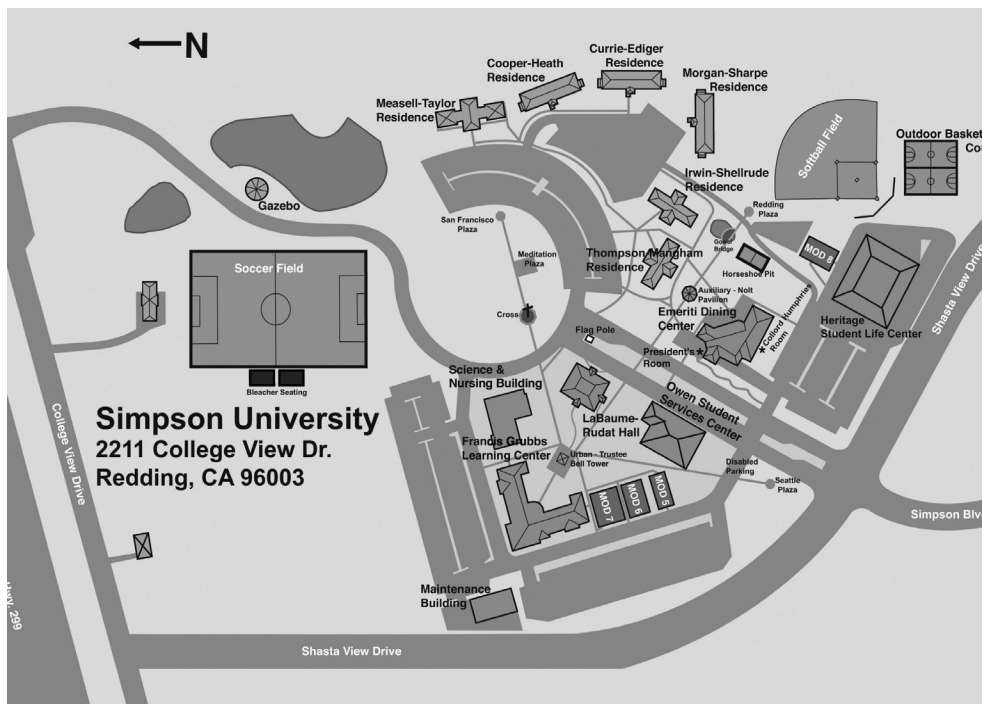 N
Currie-Ediger
Residence
Cooper-Heath
Residence
Morgan-Sharpe
Residence
Measell-Taylor
Residence
Softball Field
Outdoor Basket
Cou
Irwin-Shellrude
Residence
Gazebo
San Francisco
Plaza
Redding
Plaza
Gower
Bridge
Meditation
Plaza
Thompson-Mangham
Residence
MOD 8
Horseshoe Pit
Soccer Field
Auxiliary - Nolt
Pavilion
Emeriti Dining
Center
Collord Humphries
Room
Heritage
Student Life Center
Shasta View Drive
Cross
Flag Pole
President's
Room
Science &
Nursing Building
Bleacher Seating
Owen Student
Services Center
Simpson University
2211 College View Dr.
Redding, CA 96003
College View Drive
LaBaume-
Rudat Hall
Francis Grubbs
Learning Center
Urban - Trustee
Bell Tower
Disabled
Parking
Seattle
Plaza
MOD 7
MOD 6
MOD 5
Simpson Blv
Maintenance
Building
Hwy. 299
Shasta View Drive